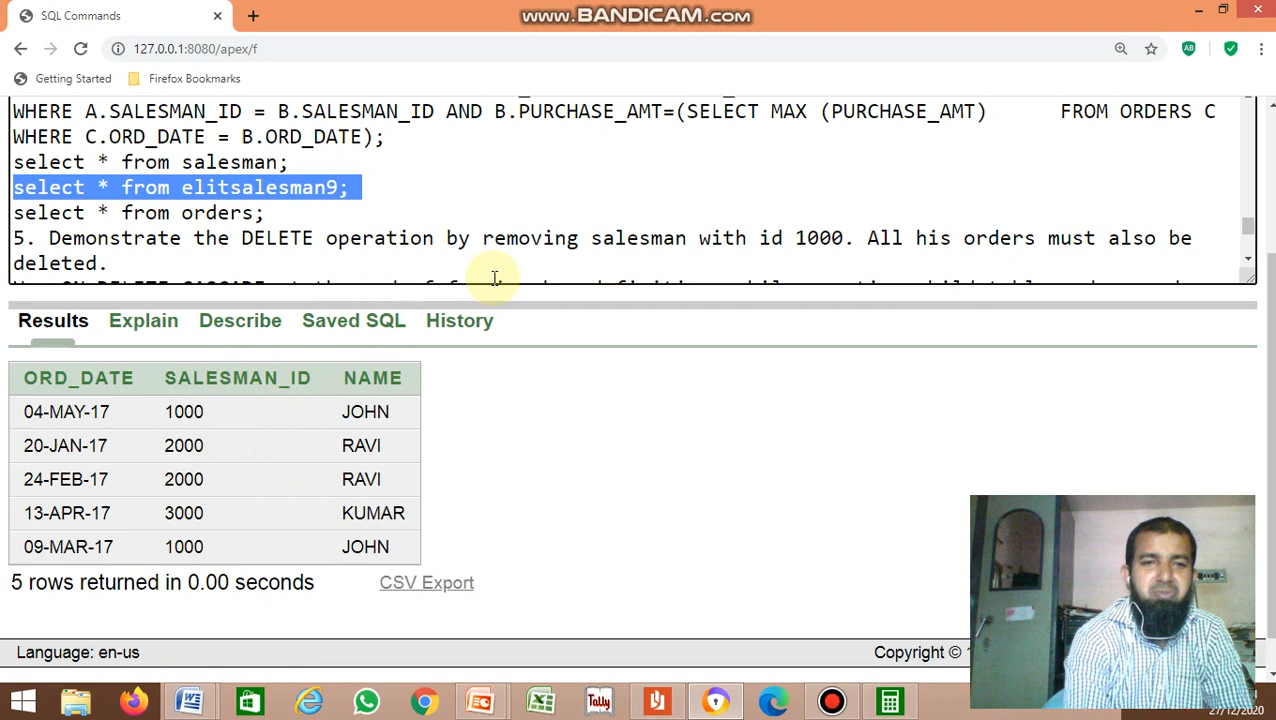 SQL Commands
www.BANDICAM.com
127.0.0.1:8080/apex/f
Getting Started
Firefox Bookmarks
WHERE A.SALESMAN_ID = B.SALESMAN_ID AND B.PURCHASE_AMT=(SELECT MAX (PURCHASE_AMT) FROM ORDERS C
WHERE C.ORD_DATE = B.ORD_DATE);
select * from salesman;
select * from elitsalesman9;
select * from orders;
5. Demonstrate the DELETE operation by removing salesman with id 1000. All his orders must also be
deleted.
Results Explain Describe Saved SQL History
ORD_DATE SALESMAN_ID NAME
04-MAY-17 1000 JOHN
20-JAN-17 2000 RAVI
24-FEB-17 2000 RAVI
13-APR-17 3000 KUMAR
09-MAR-17 1000 JOHN
5 rows returned in 0.00 seconds CSV Export
Language: en-us Copyright ©
Tally
27/12/2020